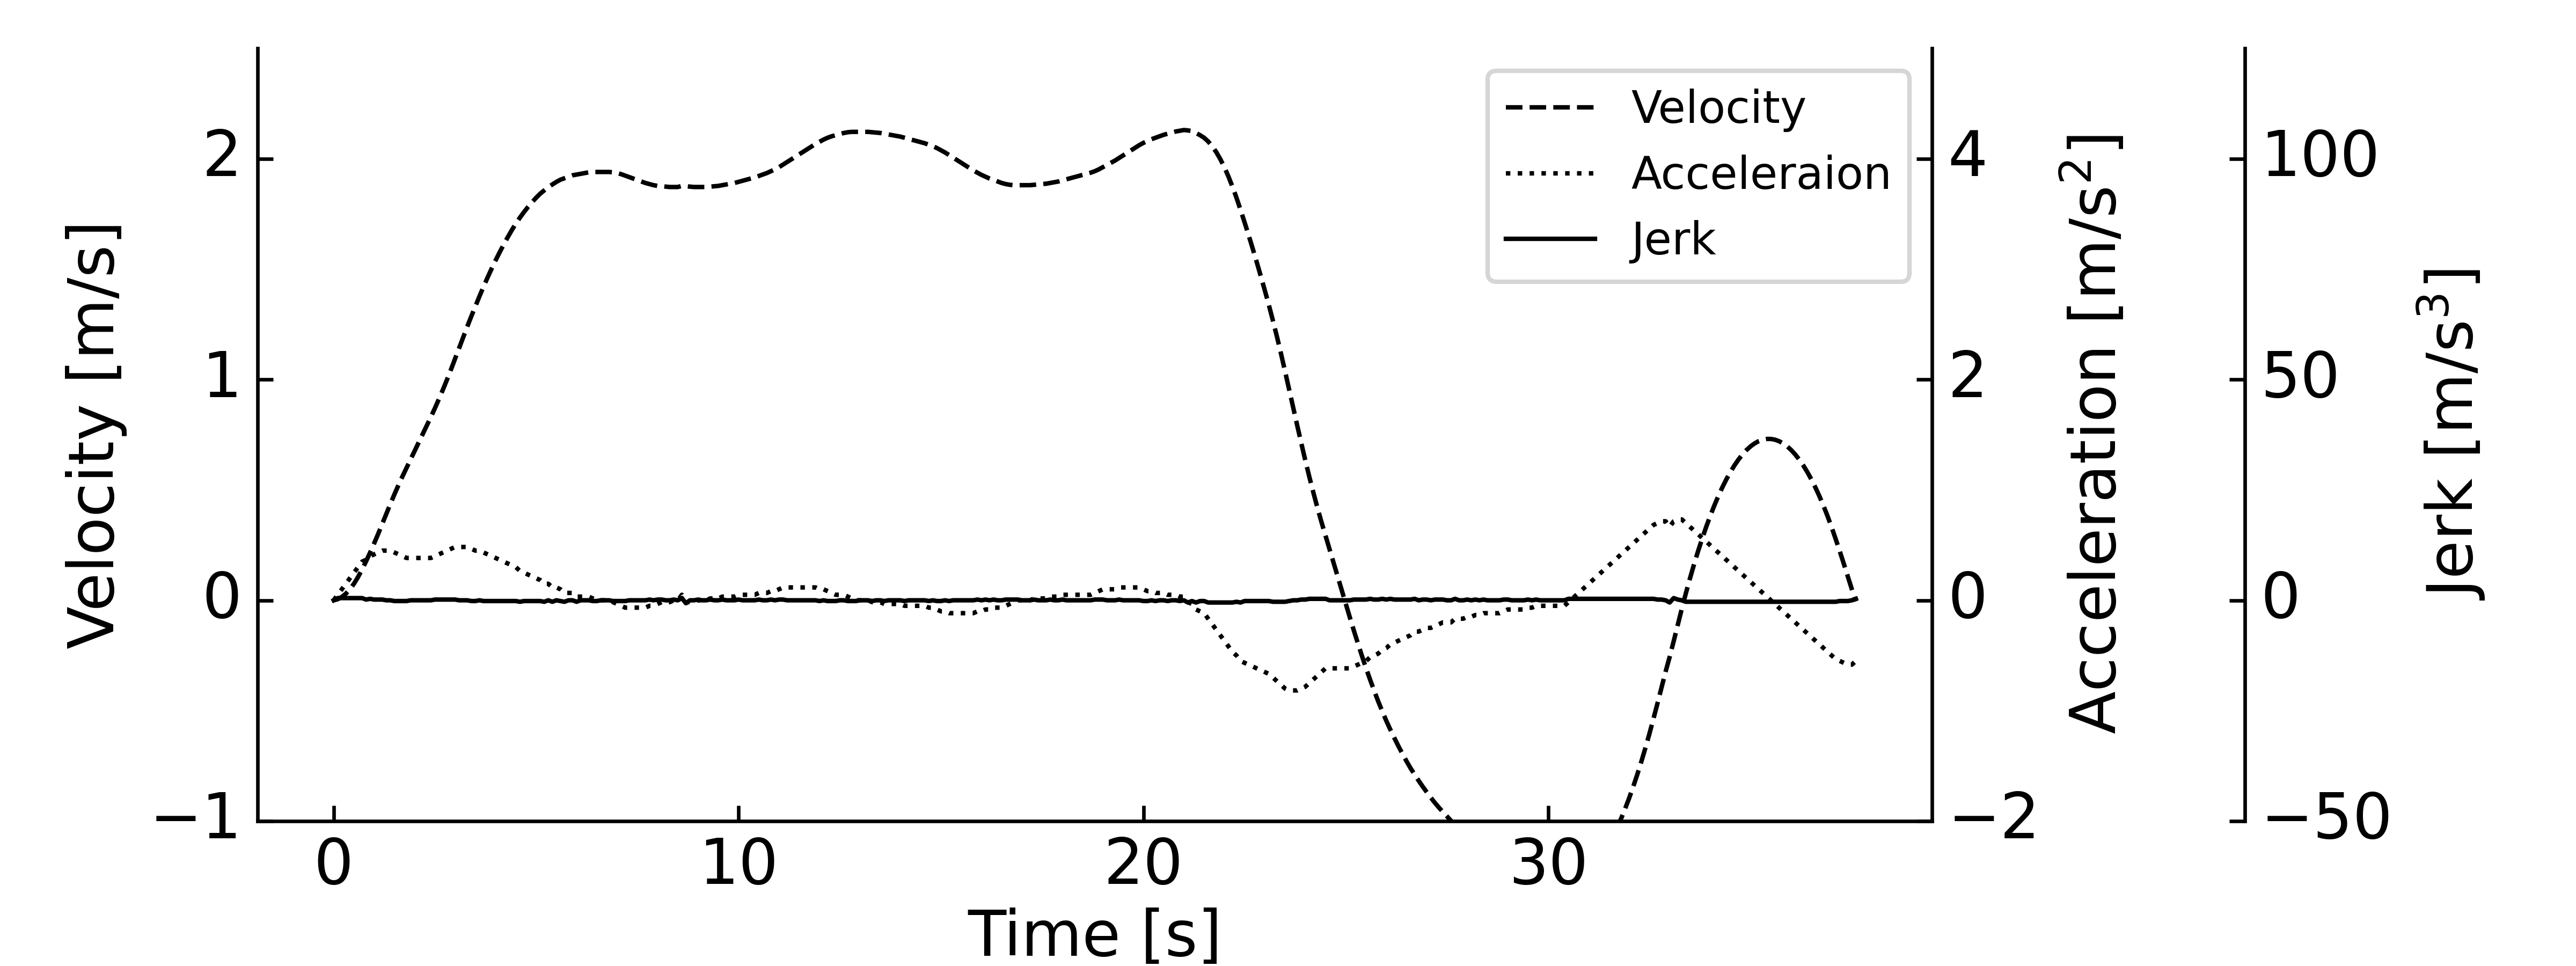 Velocity [m/s]
2
1
0
−1
0 10 20 30
Time [s]
Velocity
Acceleraion
Jerk
4
2
0
−2
Acceleration [m/s²]
100
50
0
−50
Jerk [m/s³]